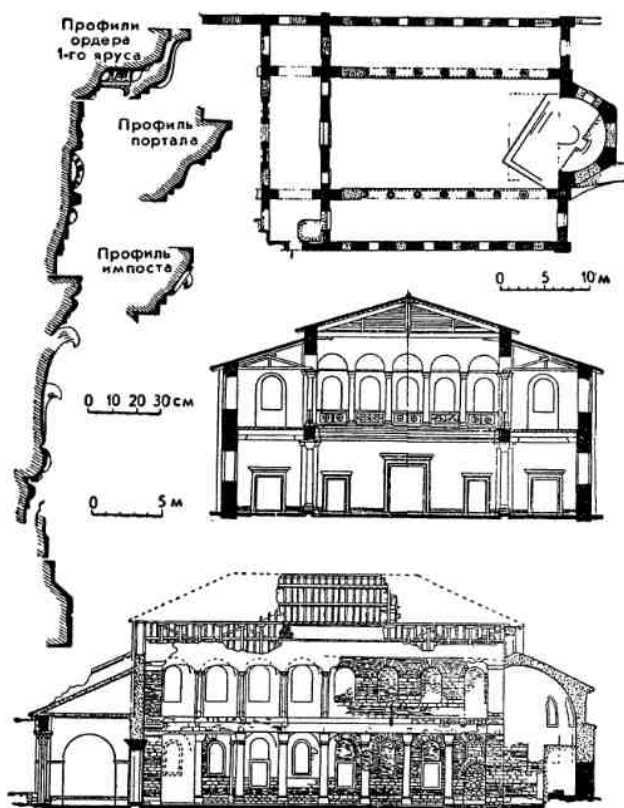 Профили
ордера
1-го яруса
Профиль
портала
Профиль
импоста
0 5 10 м
0 10 20 30 см
0 5 м